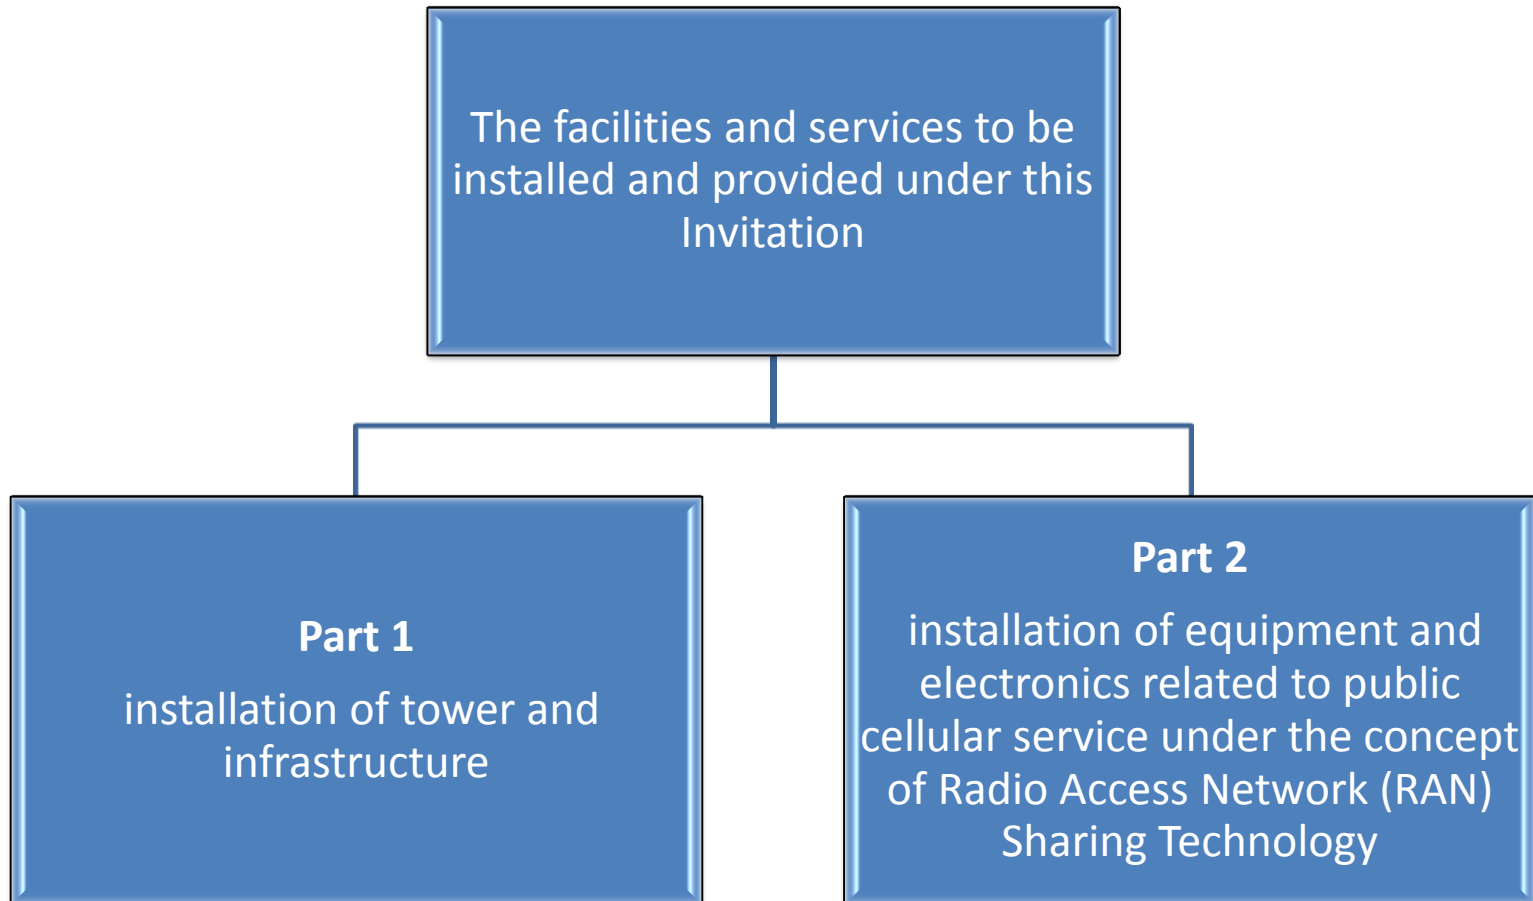 The facilities and services to be
installed and provided under this
Invitation
Part 1
installation of tower and
infrastructure
Part 2
installation of equipment and
electronics related to public
cellular service under the concept
of Radio Access Network (RAN)
Sharing Technology